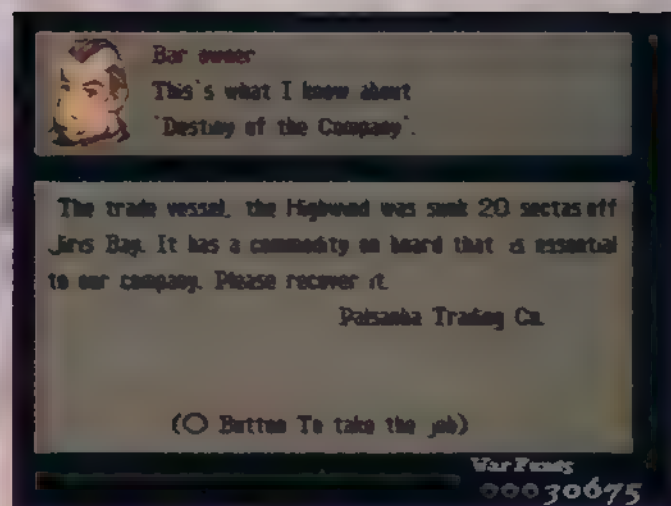 Bar owner
This's what I know about
"Destiny of the Company".
The trade vessel, the Highwind was sunk 20 sectas off
Jiris Bay. It has a commodity on board that is essential
to our company. Please recover it.
Trading Co.
(○ Button To take the job)
War Funds
00030675